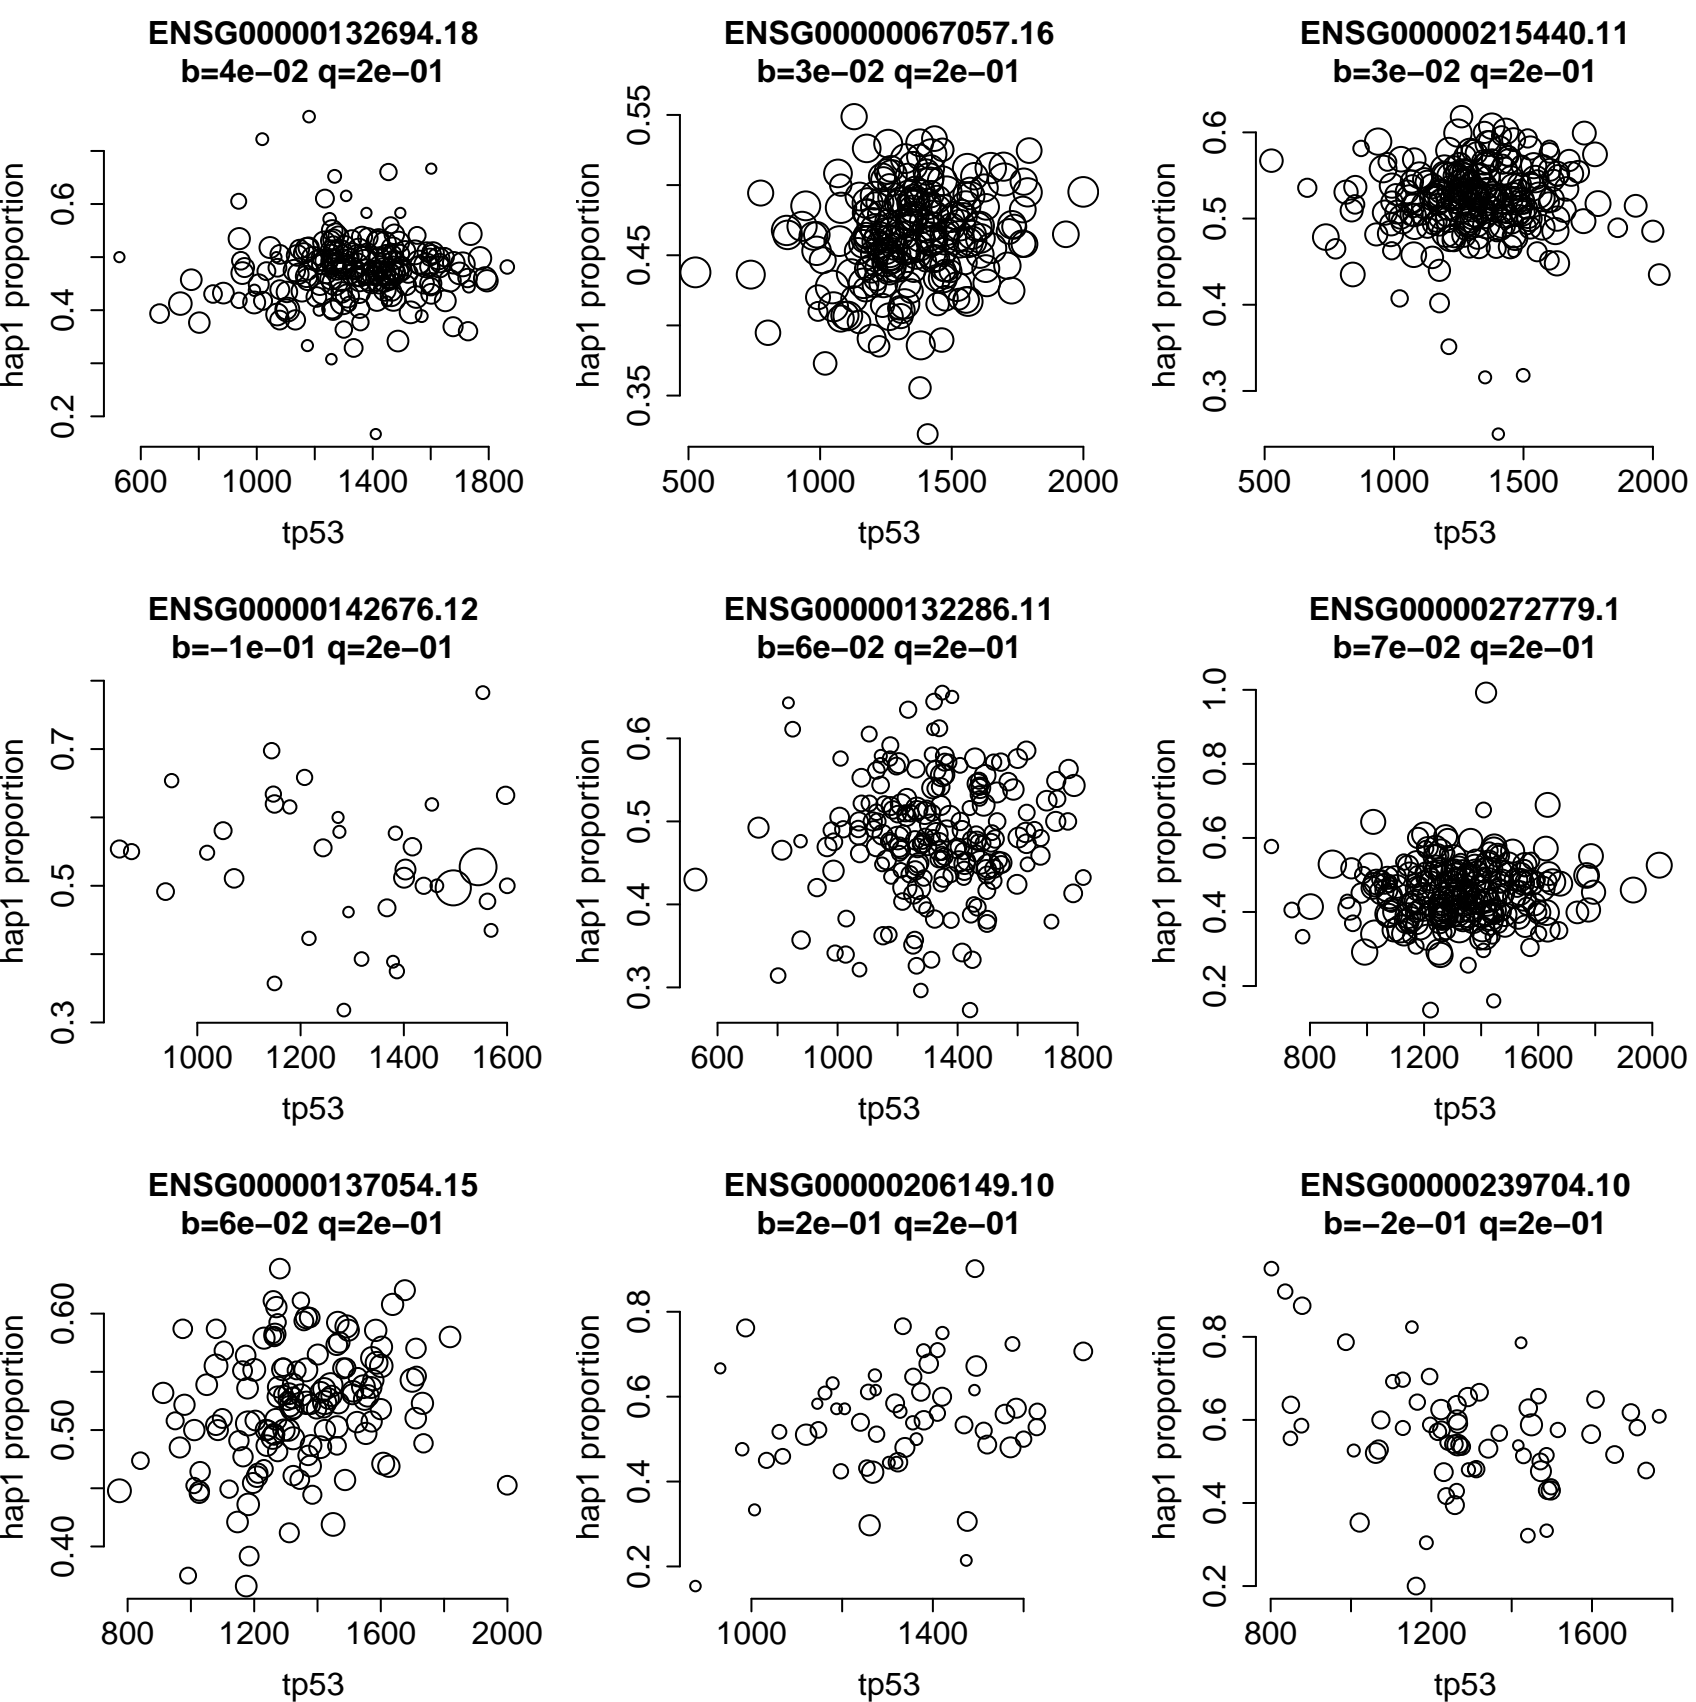 ENSG00000132694.18
b=4e−02 q=2e−01
hap1 proportion
0.2 0.4 0.6
600 1000 1400 1800
tp53
ENSG00000067057.16
b=3e−02 q=2e−01
hap1 proportion
0.35 0.45 0.55
500 1000 1500 2000
tp53
ENSG00000215440.11
b=3e−02 q=2e−01
hap1 proportion
0.3 0.4 0.5 0.6
500 1000 1500 2000
tp53
ENSG00000142676.12
b=−1e−01 q=2e−01
hap1 proportion
0.3 0.5 0.7
1000 1200 1400 1600
tp53
ENSG00000132286.11
b=6e−02 q=2e−01
hap1 proportion
0.3 0.4 0.5 0.6
600 1000 1400 1800
tp53
ENSG00000272779.1
b=7e−02 q=2e−01
hap1 proportion
0.2 0.4 0.6 0.8 1.0
800 1200 1600 2000
tp53
ENSG00000137054.15
b=6e−02 q=2e−01
hap1 proportion
0.40 0.50 0.60
800 1200 1600 2000
tp53
ENSG00000206149.10
b=2e−01 q=2e−01
hap1 proportion
0.2 0.4 0.6 0.8
1000 1400
tp53
ENSG00000239704.10
b=−2e−01 q=2e−01
hap1 proportion
0.2 0.4 0.6 0.8
800 1200 1600
tp53